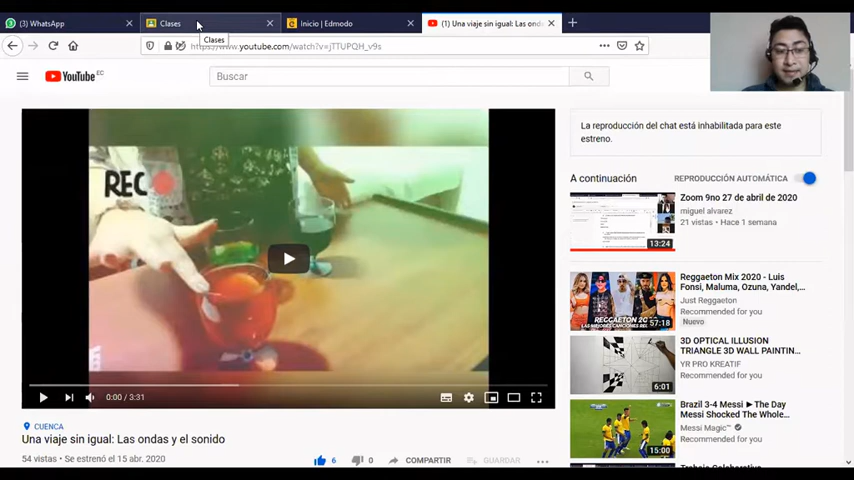 WhatsApp
Clases
Inicio | Edmodo
(1) Una viaje sin igual: Las ond
Clases
https://www.youtube.com/watch?v=jTTUPQH_v9s
YouTube EC
Buscar
REC
0:00 / 3:31
CUENCA
Una viaje sin igual: Las ondas y el sonido
54 vistas • Se estrenó el 15 abr. 2020
6
0
COMPARTIR
GUARDAR
La reproducción del chat está inhabilitada para este
estreno.
A continuación
REPRODUCCIÓN AUTOMÁTICA
Zoom 9no 27 de abril de 2020
miguel alvarez
21 vistas • Hace 1 semana
13:24
Reggaeton Mix 2020 - Luis
Fonsi, Maluma, Ozuna, Yandel,...
Just Reggaeton
Recommended for you
Nuevo
REGGAETON 20
57:18
3D OPTICAL ILLUSION
TRIANGLE 3D WALL PAINTIN...
YR PRO KREATIF
Recommended for you
6:01
Brazil 3-4 Messi ►The Day
Messi Shocked The Whole...
Messi Magic™
Recommended for you
15:00